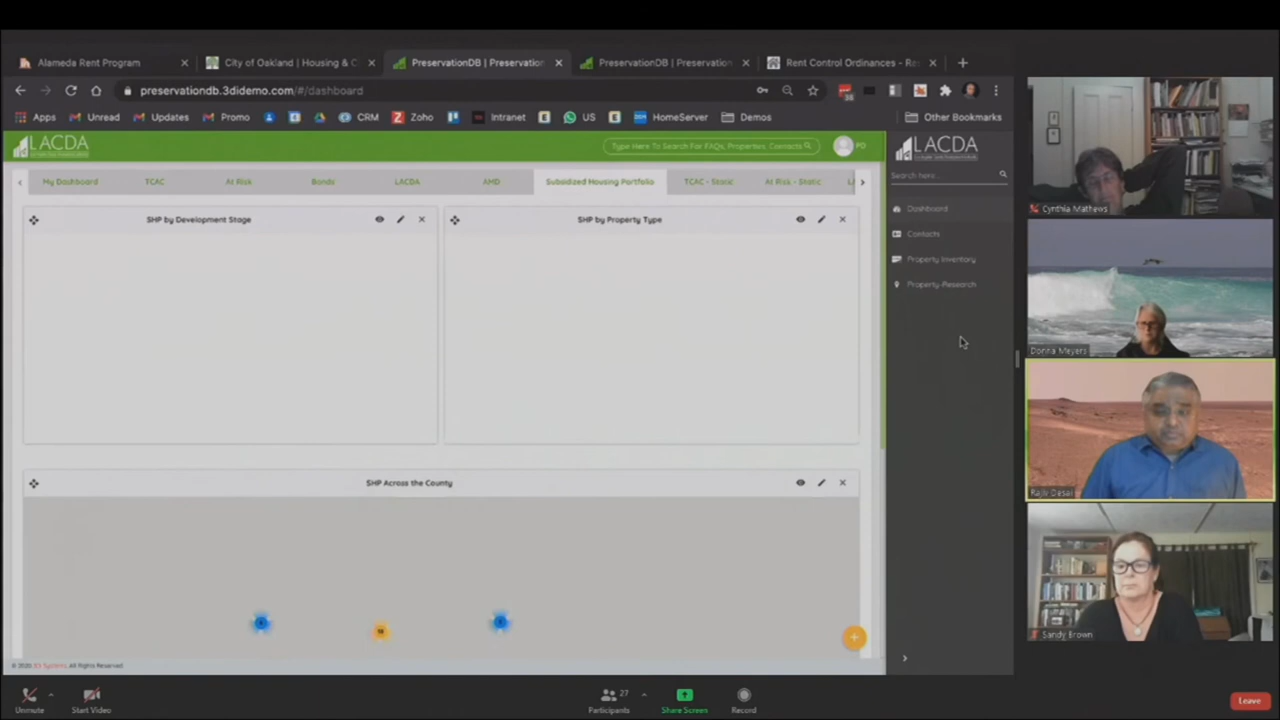 Alameda Rent Program
City of Oakland | Housing & C
PreservationDB | Preservation
PreservationDB | Preservation
Rent Control Ordinances - Re
preservationdb.3didemo.com/#/dashboard
Apps
Unread
Updates
Promo
CRM
Zoho
Intranet
US
HomeServer
Demos
Other Bookmarks
LACDA
Type Here To Search For FAQs, Properties, Contacts
PD
LACDA
Search here...
My Dashboard
TCAC
At Risk
Bonds
LACDA
AMD
Subsidized Housing Portfolio
TCAC - Static
At Risk - Static
Dashboard
Contacts
Property Inventory
Property-Research
SHP by Development Stage
SHP by Property Type
SHP Across the County
Cynthia Mathews
Donna Meyers
Rajiv Desai
Sandy Brown
All Rights Reserved
Unmute
Start Video
27
Participants
Share Screen
Record
Leave